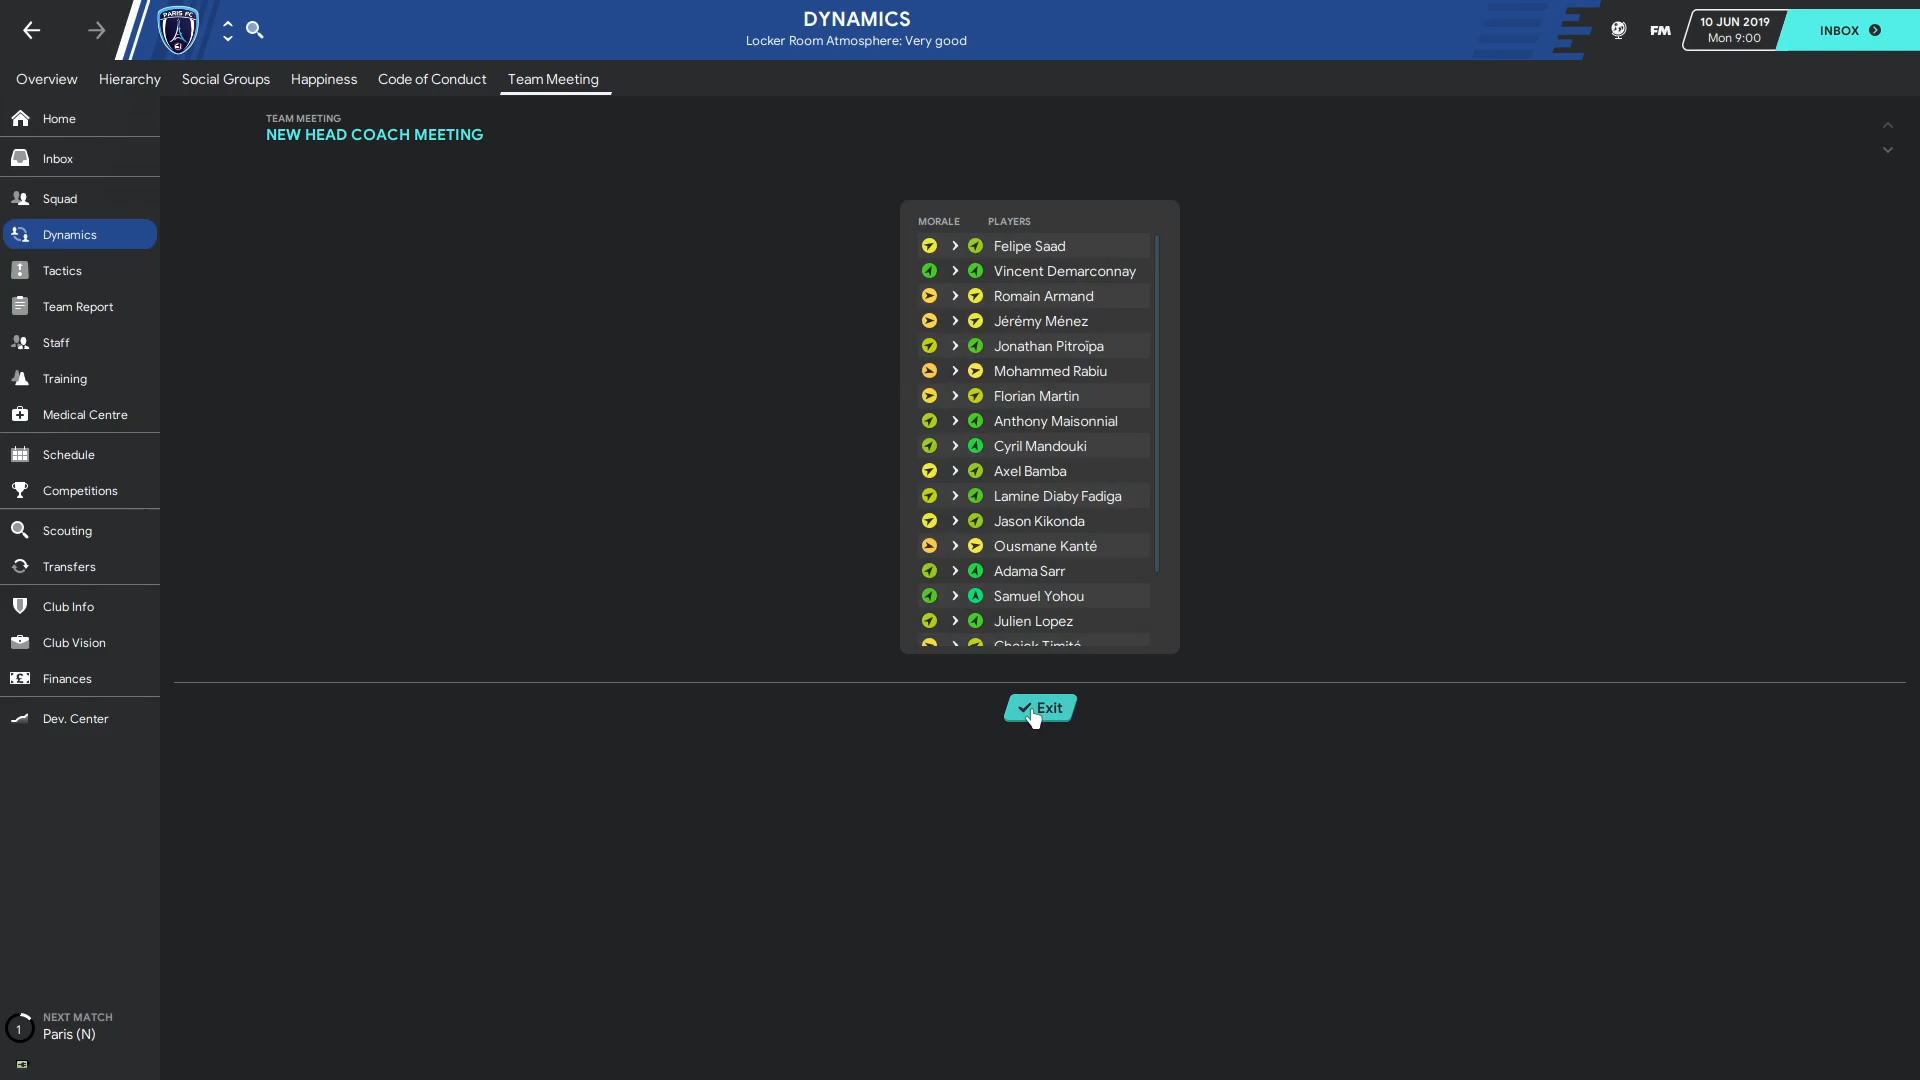 PARIS FC
DYNAMICS
Locker Room Atmosphere: Very good
FM
10 JUN 2019
Mon 9:00
INBOX
Overview
Hierarchy
Social Groups
Happiness
Code of Conduct
Team Meeting
Home
Inbox
Squad
Dynamics
Tactics
Team Report
Staff
Training
Medical Centre
Schedule
Competitions
Scouting
Transfers
Club Info
Club Vision
Finances
Dev. Center
NEXT MATCH
1
Paris (N)
TEAM MEETING
NEW HEAD COACH MEETING
MORALE PLAYERS
Felipe Saad
Vincent Demarconnay
Romain Armand
Jérémy Ménez
Jonathan Pitroïpa
Mohammed Rabiu
Florian Martin
Anthony Maisonnial
Cyril Mandouki
Axel Bamba
Lamine Diaby Fadiga
Jason Kikonda
Ousmane Kanté
Adama Sarr
Samuel Yohou
Julien Lopez
Exit